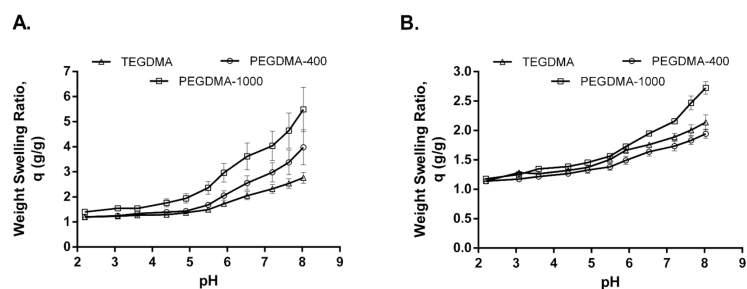 A.
TEGDMA
PEGDMA-400
PEGDMA-1000
Weight Swelling Ratio,
q (g/g)
7
6
5
4
3
2
1
0
2 3 4 5 6 7 8 9
pH
B.
TEGDMA
PEGDMA-400
PEGDMA-1000
Weight Swelling Ratio,
q (g/g)
3.0
2.5
2.0
1.5
1.0
0.5
0.0
2 3 4 5 6 7 8 9
pH